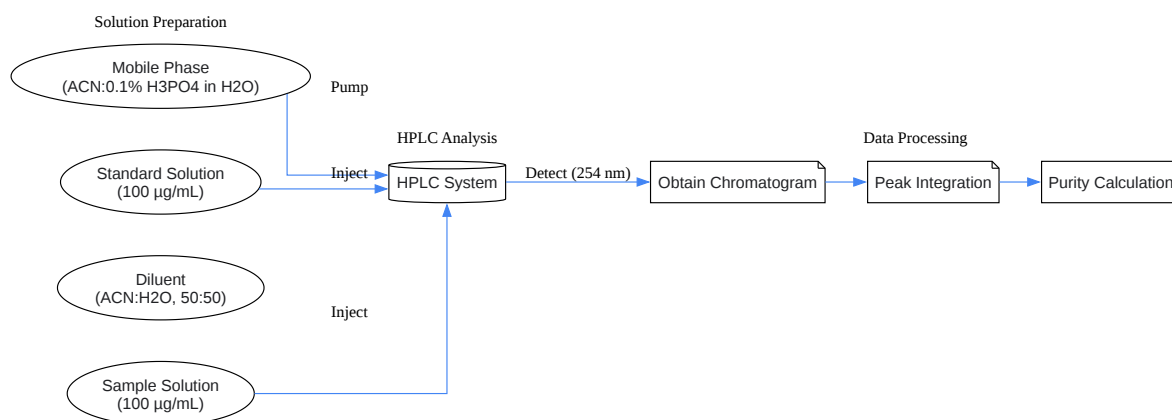 Solution Preparation
Mobile Phase
(ACN:0.1% H3PO4 in H2O)
Pump
HPLC Analysis
Data Processing
Standard Solution
(100 µg/mL)
Inject
HPLC System
Detect (254 nm)
Obtain Chromatogram
Peak Integration
Purity Calculation
Diluent
(ACN:H2O, 50:50)
Inject
Sample Solution
(100 µg/mL)